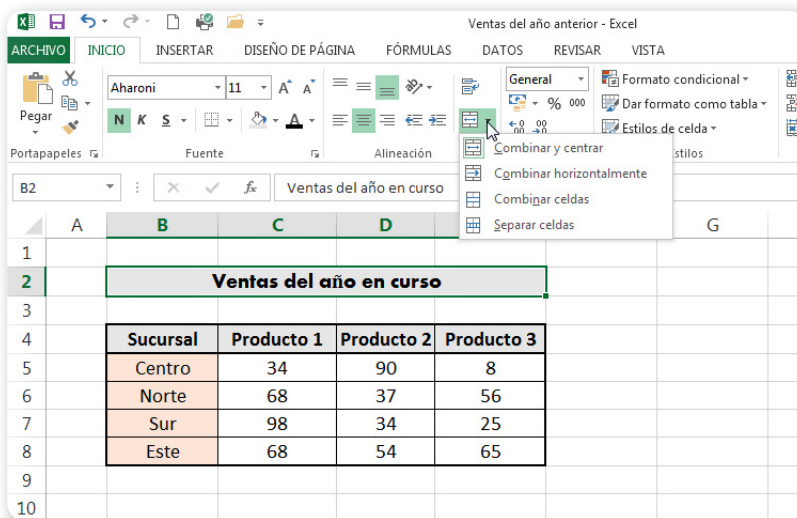 Ventas del año anterior - Excel
ARCHIVO INICIO INSERTAR DISEÑO DE PÁGINA FÓRMULAS DATOS REVISAR VISTA
Aharoni 11 A A General Formato condicional
Pegar % 000 Dar formato como tabla
N K S A Estilos de celda
Portapapeles Fuente Alineación stilos
Combinar y centrar
Combinar horizontalmente
Combinar celdas
Separar celdas
B2 fx Ventas del año en curso
A B C D G
1
2 Ventas del año en curso
3
4 Sucursal Producto 1 Producto 2 Producto 3
5 Centro 34 90 8
6 Norte 68 37 56
7 Sur 98 34 25
8 Este 68 54 65
9
10